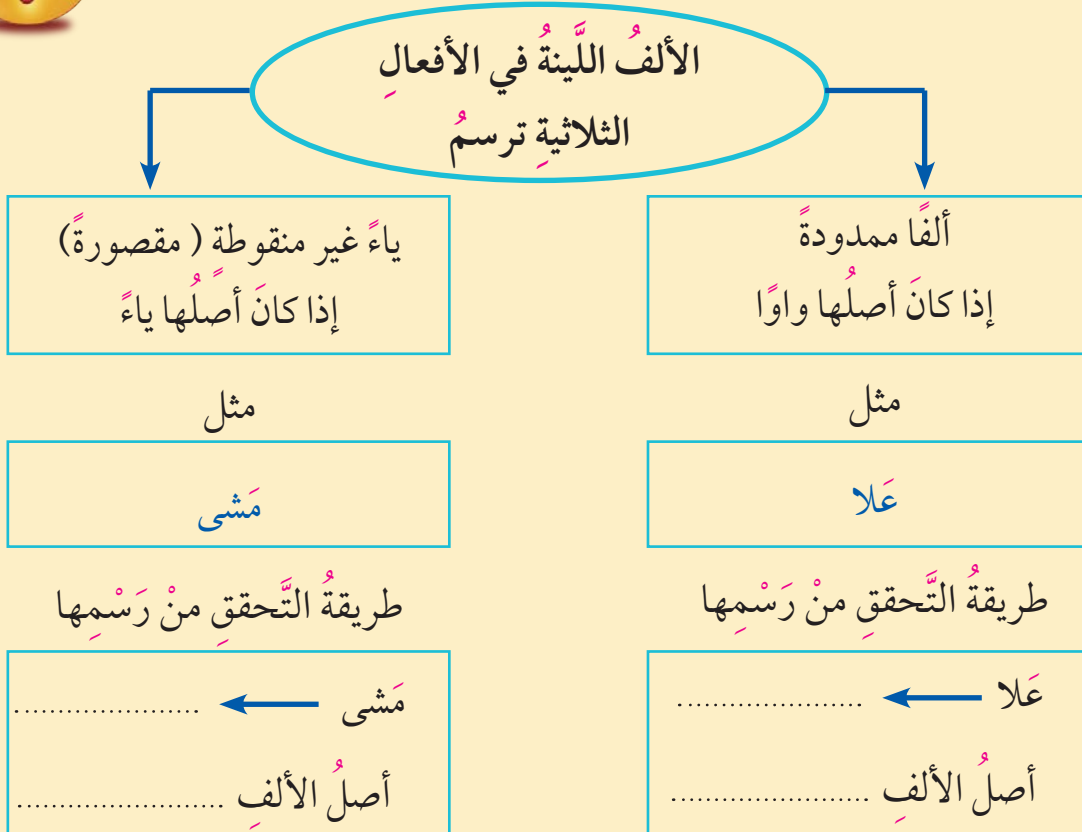 الألفُ اللَّينةُ في الأفعالِ
الثلاثيةِ ترسمُ
ألفًا ممدودةً
إذا كانَ أصلُها واوًا
مثل
عَلا
طريقةُ التَّحققِ منْ رَسْمِها
عَلا .....................
أصلُ الألفِ .......................
ياءً غير منقوطةٍ ( مقصورةً)
إذا كانَ أصلُها ياءً
مثل
مَشى
طريقةُ التَّحققِ منْ رَسْمِها
مَشى .....................
أصلُ الألفِ ........................